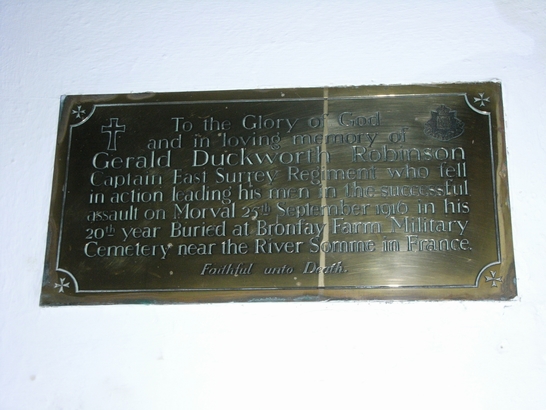 To the Glory of God
and in loving memory of
Gerald Duckworth Robinson
Captain East Surrey Regiment who fell
in action leading his men in the successful
assault on Morval 25th September 1916 in his
20th year Buried at Bronfay Farm Military
Cemetery near the River Somme in France.
Faithful unto Death.